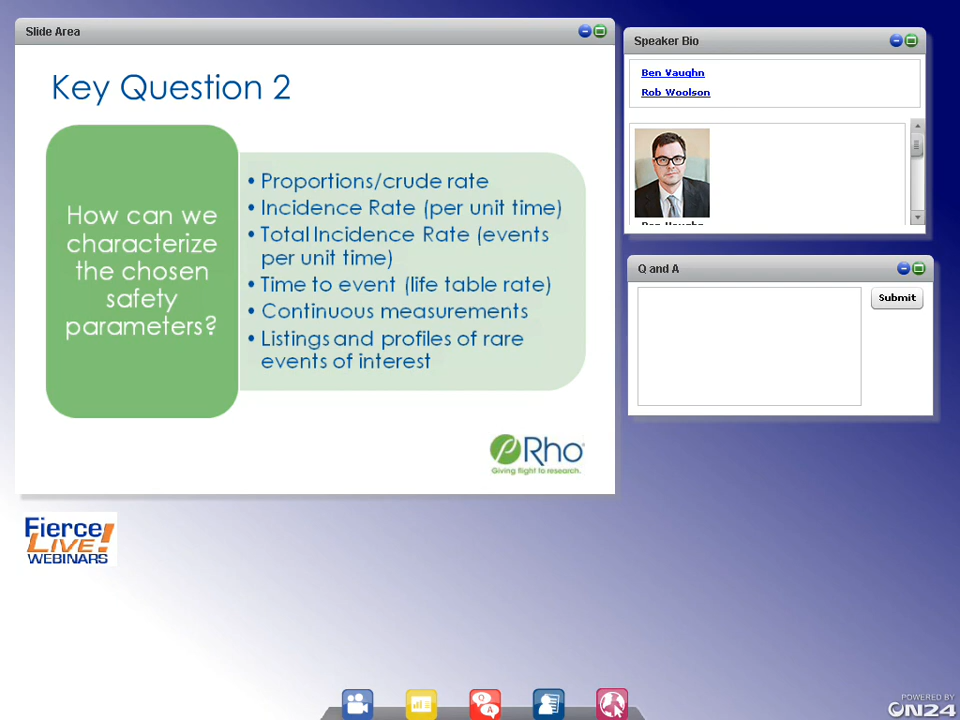 Slide Area
Key Question 2
How can we
characterize
the chosen
safety
parameters?
• Proportions/crude rate
• Incidence Rate (per unit time)
• Total Incidence Rate (events
per unit time)
• Time to event (life table rate)
• Continuous measurements
• Listings and profiles of rare
events of interest
Rho
Giving flight to research.
Speaker Bio
Ben Vaughn
Rob Woolson
Ben Vaughn
Q and A
Submit
Fierce
LIVE!
WEBINARS
Q
A
POWERED BY
ON24